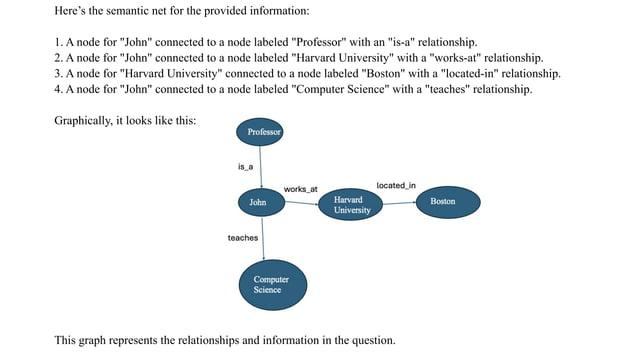 Here's the semantic net for the provided information:
1. A node for "John" connected to a node labeled "Professor" with an "is-a" relationship.
2. A node for "John" connected to a node labeled "Harvard University" with a "works-at" relationship.
3. A node for "Harvard University" connected to a node labeled "Boston" with a "located-in" relationship.
4. A node for "John" connected to a node labeled "Computer Science" with a "teaches" relationship.
Graphically, it looks like this:
Professor
is_a
John
works_at
Harvard
University
located_in
Boston
teaches
Computer
Science
This graph represents the relationships and information in the question.